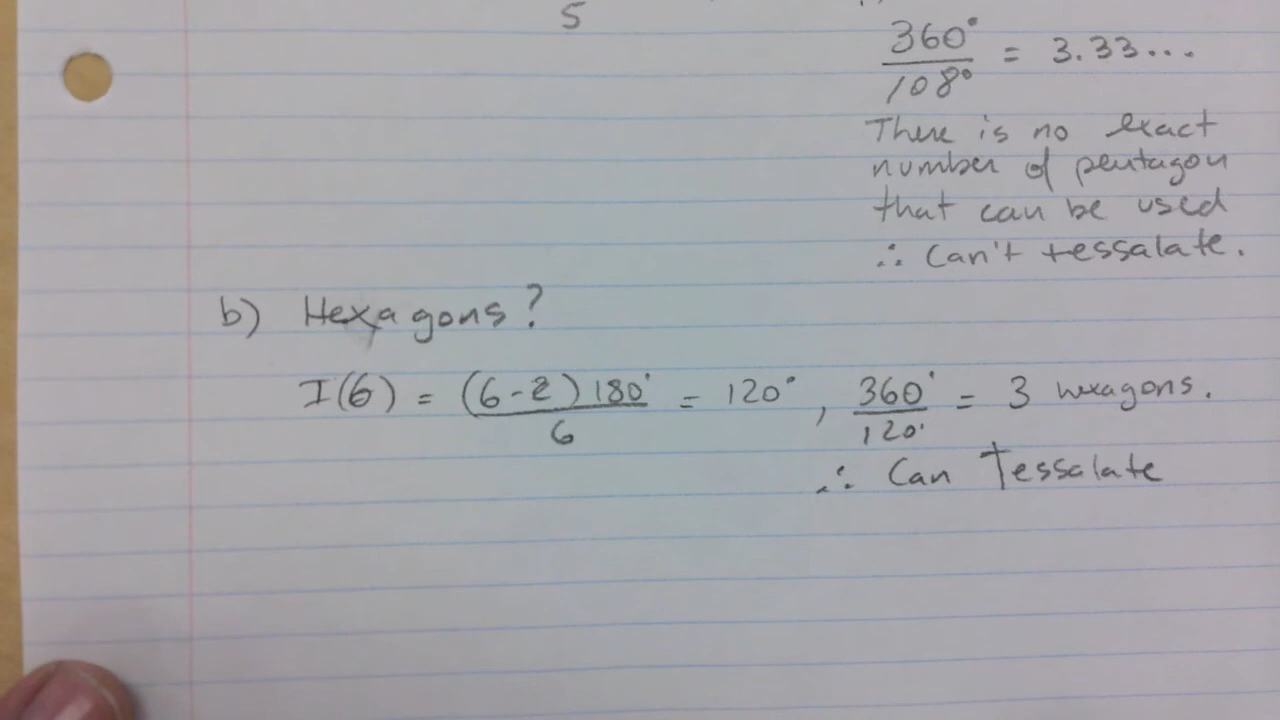 5
360° / 108° = 3.33...
There is no exact
number of pentagon
that can be used
∴ Can't tessalate.
b) Hexagons?
I(6) = (6-2)180° / 6 = 120°, 360° / 120° = 3 hexagons.
∴ Can Tessalate